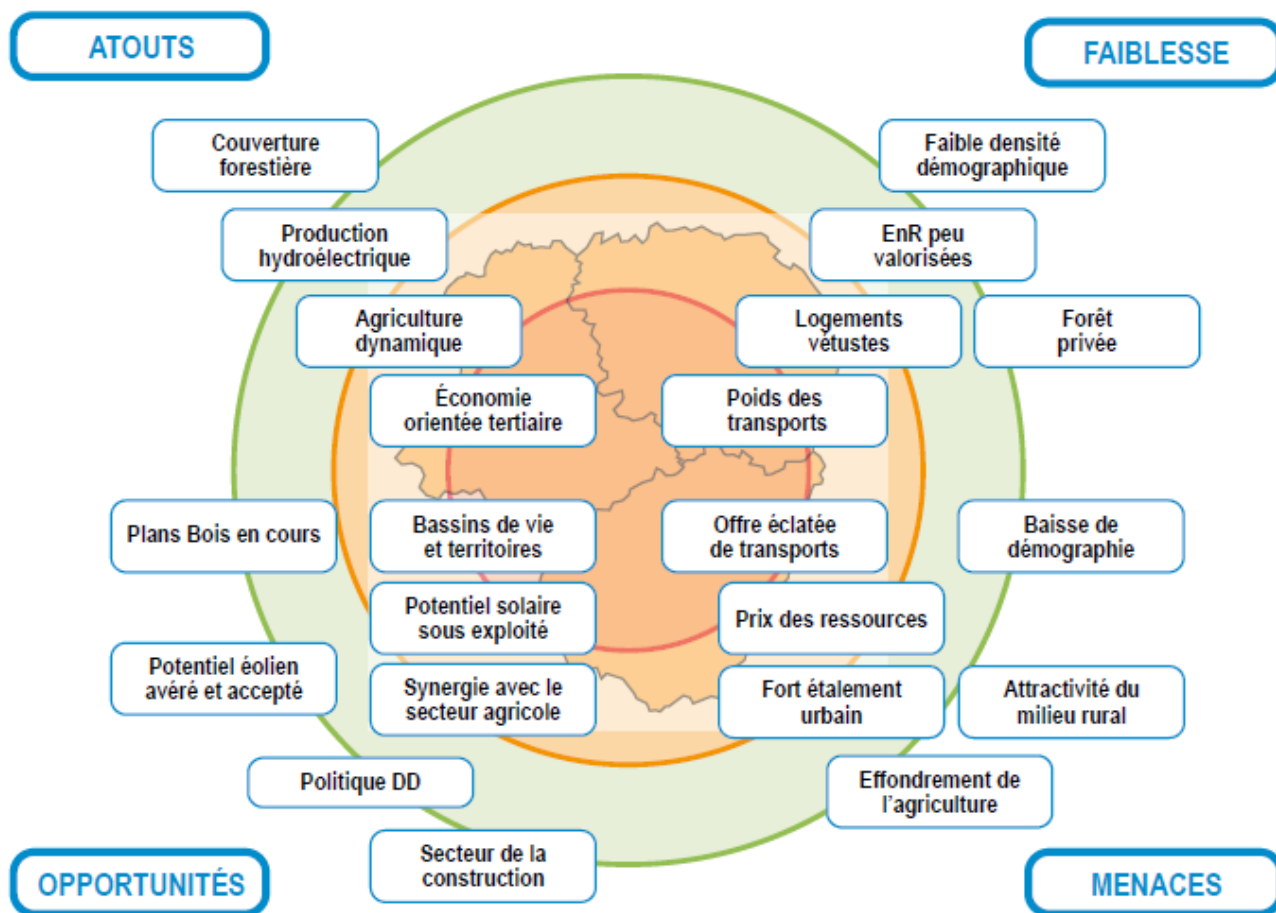 ATOUTS
FAIBLESSE
Couverture
forestière
Faible densité
démographique
Production
hydroélectrique
EnR peu
valorisées
Agriculture
dynamique
Logements
vétustes
Forêt
privée
Économie
orientée tertiaire
Poids des
transports
Plans Bois en cours
Bassins de vie
et territoires
Offre éclatée
de transports
Baisse de
démographie
Potentiel solaire
sous exploité
Prix des ressources
Potentiel éolien
avéré et accepté
Synergie avec le
secteur agricole
Fort étalement
urbain
Attractivité du
milieu rural
Politique DD
Effondrement de
l'agriculture
Secteur de la
construction
OPPORTUNITÉS
MENACES